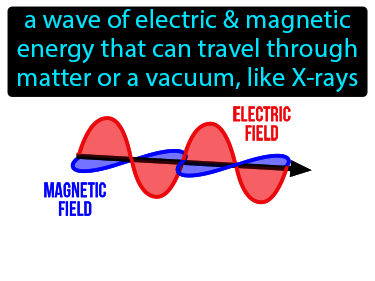 a wave of electric & magnetic
energy that can travel through
matter or a vacuum, like X-rays
ELECTRIC
FIELD
MAGNETIC
FIELD